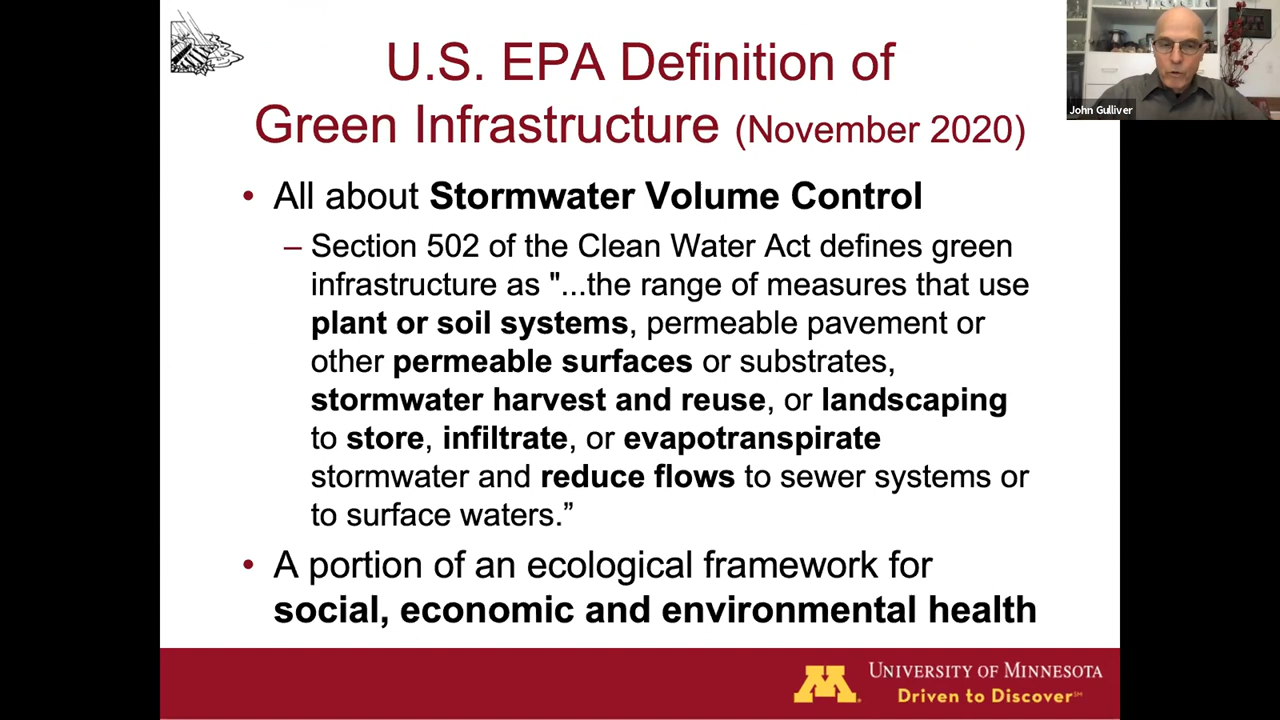 U.S. EPA Definition of
Green Infrastructure (November 2020)
John Gulliver
• All about Stormwater Volume Control
– Section 502 of the Clean Water Act defines green
infrastructure as "...the range of measures that use
plant or soil systems, permeable pavement or
other permeable surfaces or substrates,
stormwater harvest and reuse, or landscaping
to store, infiltrate, or evapotranspirate
stormwater and reduce flows to sewer systems or
to surface waters.”
• A portion of an ecological framework for
social, economic and environmental health
M
UNIVERSITY OF MINNESOTA
Driven to Discover℠